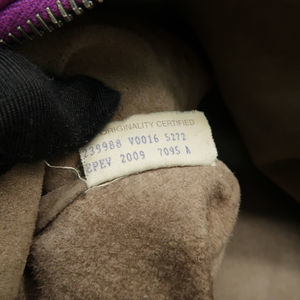 ORIGINALITY CERTIFIED
239988 V0016 5272
EPEV 2009 7095 A